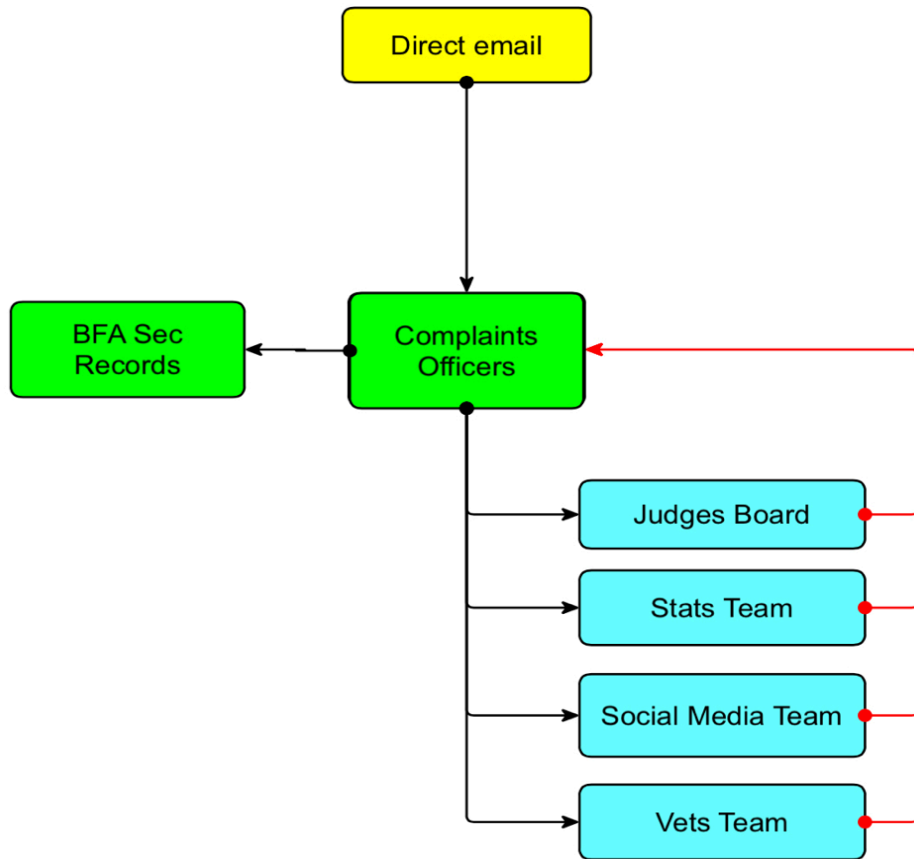 Direct email
BFA Sec
Records
Complaints
Officers
Judges Board
Stats Team
Social Media Team
Vets Team